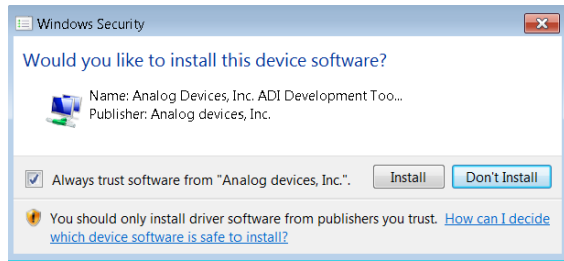 Windows Security
Would you like to install this device software?
Name: Analog Devices, Inc. ADI Development Too...
Publisher: Analog devices, Inc.
Always trust software from "Analog devices, Inc.".
Install
Don't Install
You should only install driver software from publishers you trust. How can I decide
which device software is safe to install?